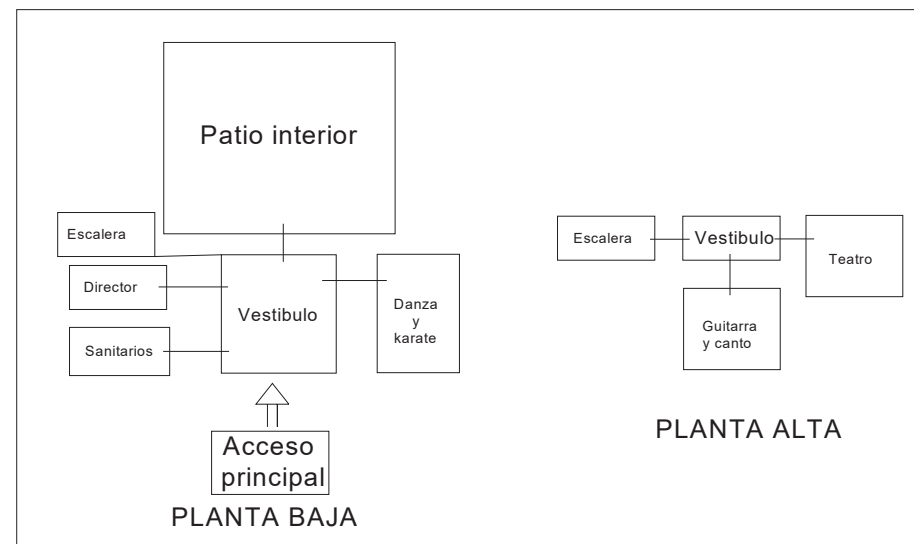 Patio interior
Escalera
Director
Vestibulo
Sanitarios
Danza
y
karate
Acceso
principal
PLANTA BAJA
Escalera
Vestibulo
Teatro
Guitarra
y canto
PLANTA ALTA